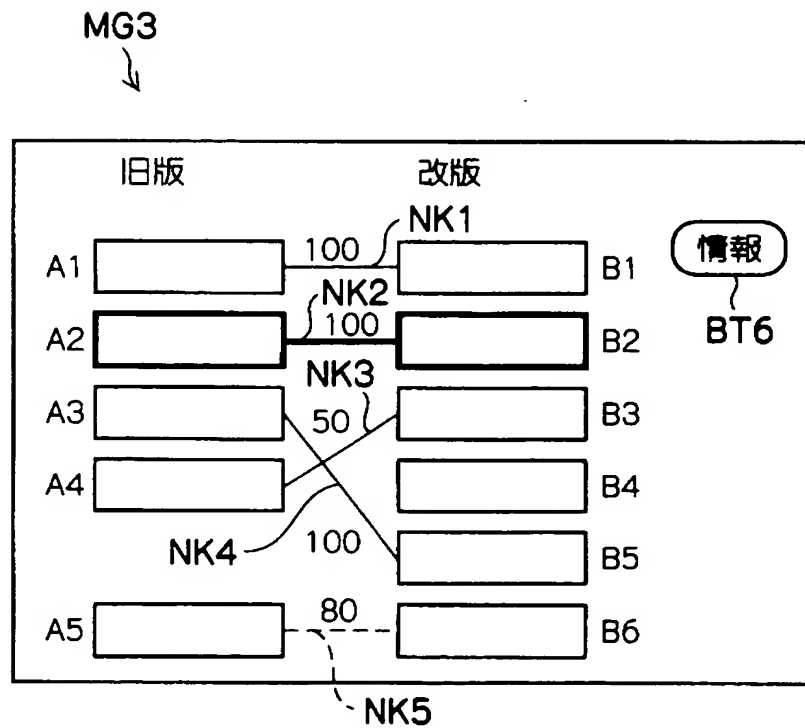 MG3
旧版 改版
A1 100 NK1 B1 情報
NK2
A2 100 B2 BT6
NK3
A3 50 B3
A4 B4
NK4 100 B5
A5 80 B6
NK5